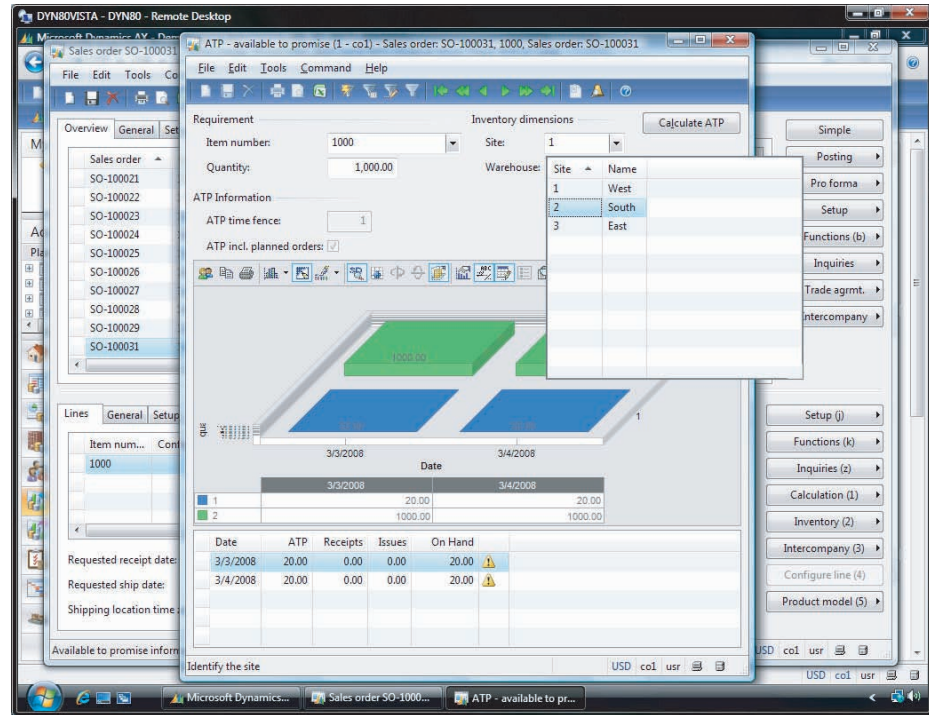 DYN80VISTA - DYN80 - Remote Desktop
Sales order SO-100031
ATP - available to promise (1 - co1) - Sales order: SO-100031, 1000, Sales order: SO-100031
File Edit Tools Co
File Edit Tools Command Help
Overview General Set
Sales order
SO-100021
SO-100022
SO-100023
SO-100024
SO-100025
SO-100026
SO-100027
SO-100028
SO-100029
SO-100031
Requirement
Item number: 1000
Quantity: 1,000.00
Inventory dimensions
Site: 1
Warehouse:
Calculate ATP
Site Name
1 West
2 South
3 East
ATP Information
ATP time fence: 1
ATP incl. planned orders:
1000.00
1
3/3/2008 3/4/2008
Date
3/3/2008 3/4/2008
1 20.00 20.00
2 1000.00 1000.00
Date ATP Receipts Issues On Hand
3/3/2008 20.00 0.00 0.00 20.00
3/4/2008 20.00 0.00 0.00 20.00
Identify the site
USD co1 usr
Simple
Posting
Pro forma
Setup
Functions (b)
Inquiries
Trade agrmt.
ntercompany
Lines General Setup
Item num... Con
1000
Requested receipt date:
Requested ship date:
Shipping location time
Setup (j)
Functions (k)
Inquiries (z)
Calculation (1)
Inventory (2)
Intercompany (3)
Configure line (4)
Product model (5)
Available to promise inform
USD co1 usr
USD co1 usr
Microsoft Dynamics... Sales order SO-1000... ATP - available to pr...